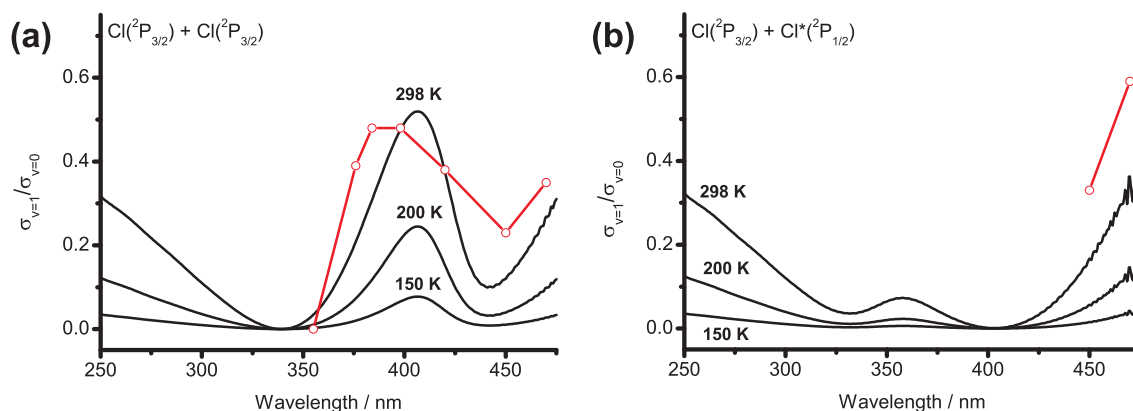 (a)
Cl(²P₃/₂) + Cl(²P₃/₂)
σᵥ₌₁/σᵥ₌₀
0.6
0.4
0.2
0.0
298 K
200 K
150 K
250 300 350 400 450
Wavelength / nm
(b)
Cl(²P₃/₂) + Cl*(²P₁/₂)
σᵥ₌₁/σᵥ₌₀
0.6
0.4
0.2
0.0
298 K
200 K
150 K
250 300 350 400 450
Wavelength / nm